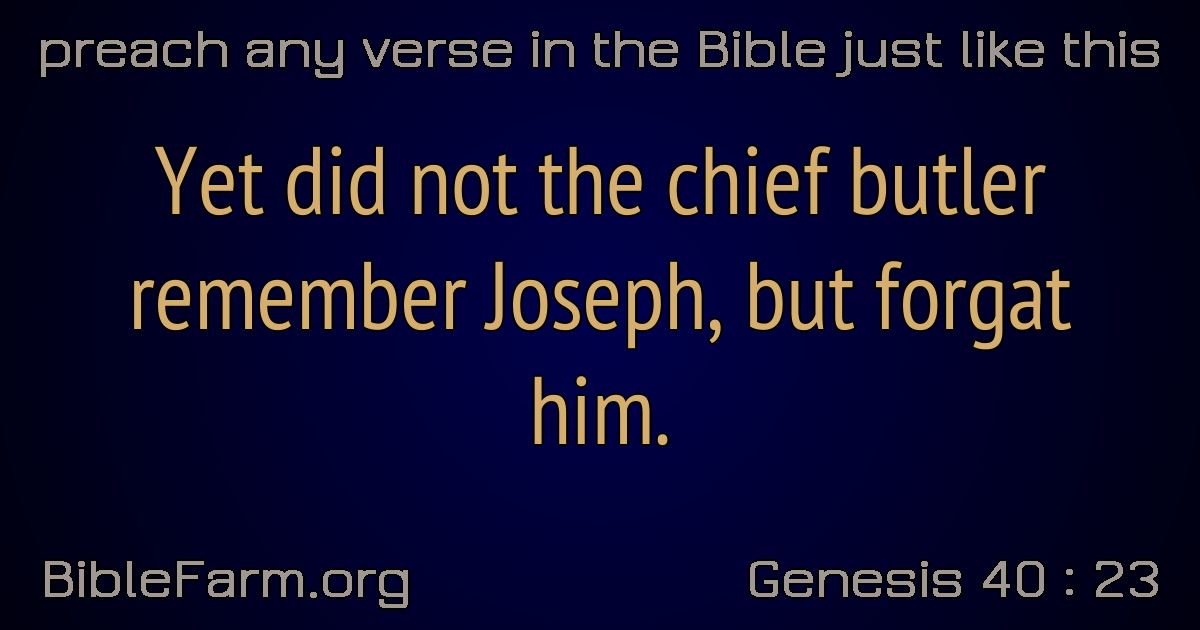 preach any verse in the Bible just like this
Yet did not the chief butler
remember Joseph, but forgat
him.
BibleFarm.org
Genesis 40 : 23